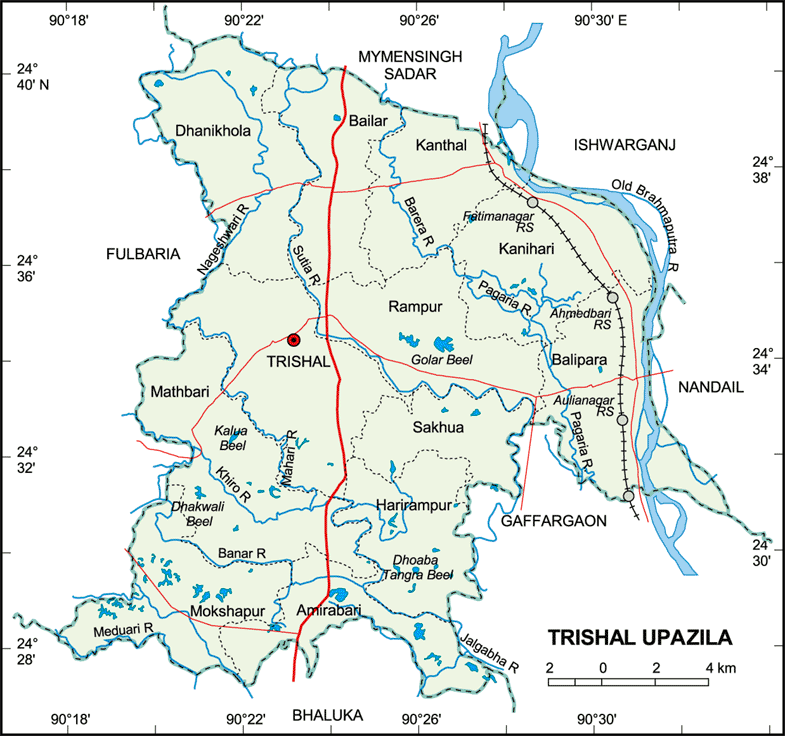 90°18'
90°22'
90°26'
90°30' E
MYMENSINGH
SADAR
24°
40' N
Bailar
Dhanikhola
Kanthal
ISHWARGANJ
24°
38'
Old Brahmaputra R
Nageshwari R
Barera R
Fatimanagar
RS
Kanihari
FULBARIA
Sutia R
24°
36'
Pagaria R
Rampur
Ahmedbari
RS
TRISHAL
Golar Beel
Balipara
24°
34'
Mathbari
NANDAIL
Aulianagar
RS
Kalua
Beel
Mahari R
Sakhua
Pagaria R
24°
32'
Khiro R
Dhakwali
Beel
Harirampur
GAFFARGAON
Banar R
Dhoaba
Tangra Beel
24°
30'
Mokshapur
Amirabari
Meduari R
Jalgabha R
TRISHAL UPAZILA
24°
28'
2 0 2 4 km
BHALUKA
90°18'
90°22'
90°26'
90°30'